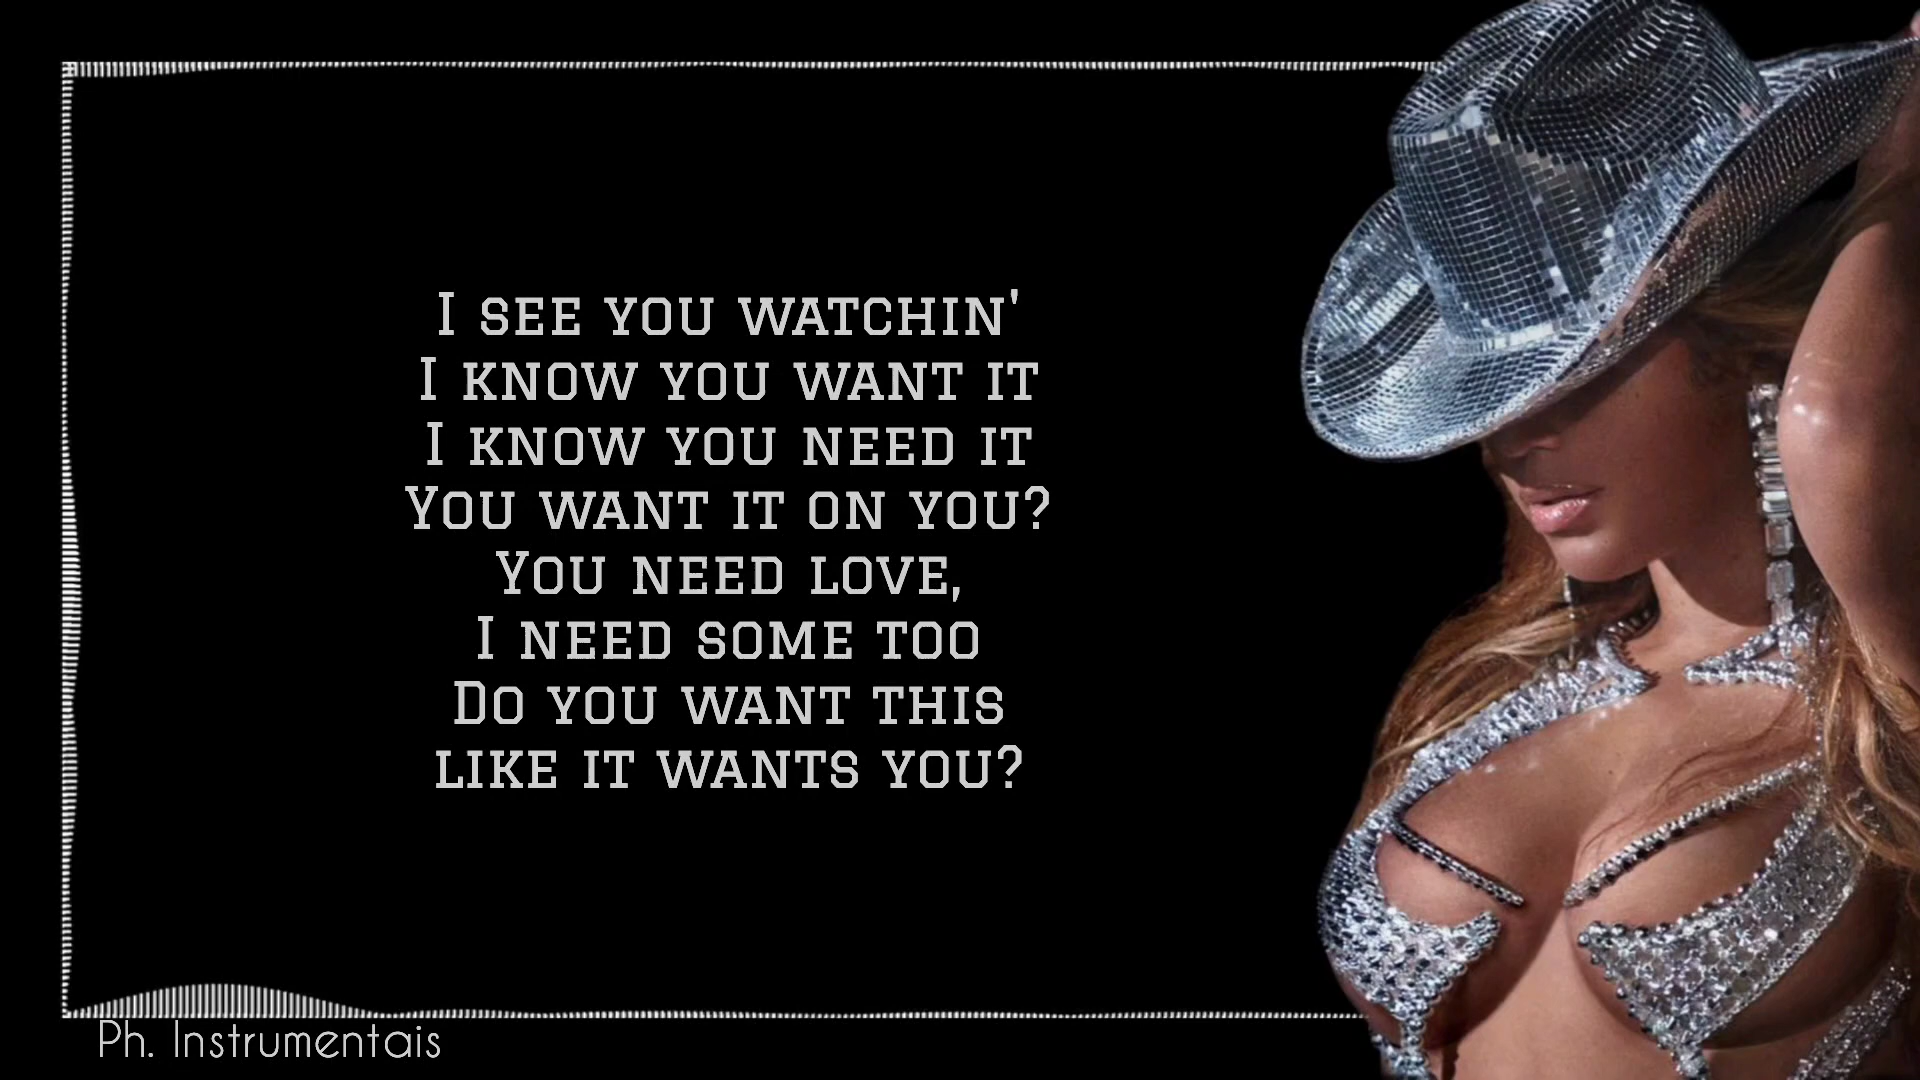 I see you watchin'
I know you want it
I know you need it
You want it on you?
You need love,
I need some too
Do you want this
like it wants you?
Ph. Instrumentais